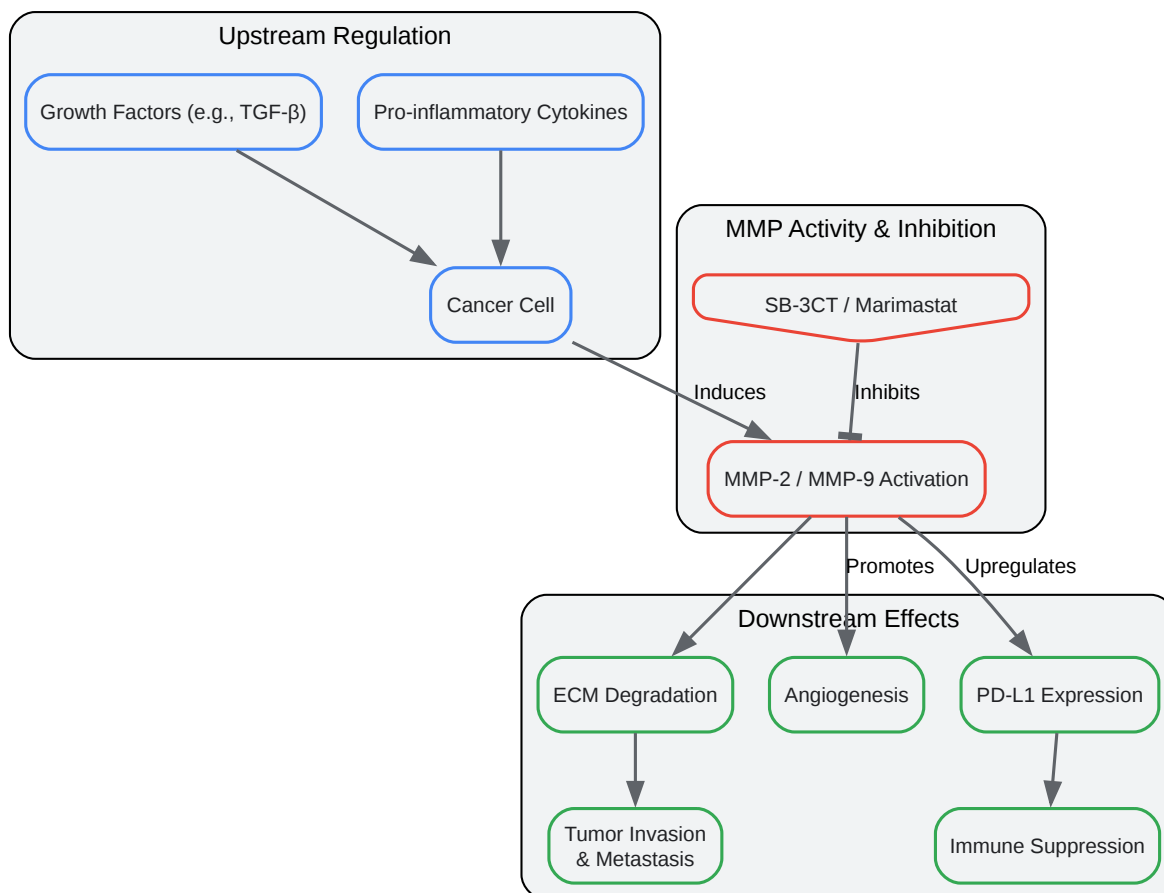 Upstream Regulation
Growth Factors (e.g., TGF-β)
Pro-inflammatory Cytokines
Cancer Cell
MMP Activity & Inhibition
SB-3CT / Marimastat
Induces
Inhibits
MMP-2 / MMP-9 Activation
Promotes
Upregulates
Downstream Effects
ECM Degradation
Angiogenesis
PD-L1 Expression
Tumor Invasion
& Metastasis
Immune Suppression